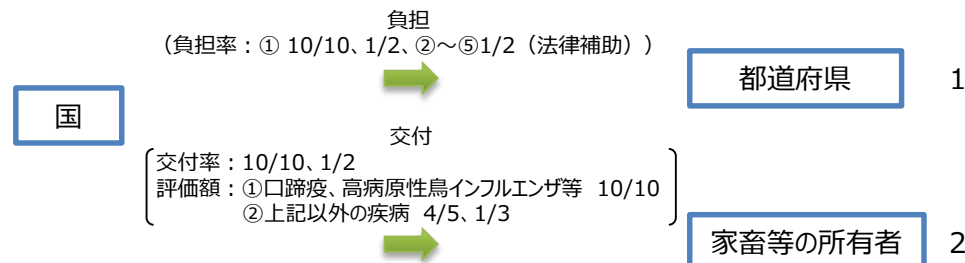 負担
（負担率：① 10/10、1/2、②～⑤1/2（法律補助））
都道府県 1
国
交付
交付率：10/10、1/2
評価額：①口蹄疫、高病原性鳥インフルエンザ等 10/10
②上記以外の疾病 4/5、1/3
家畜等の所有者 2